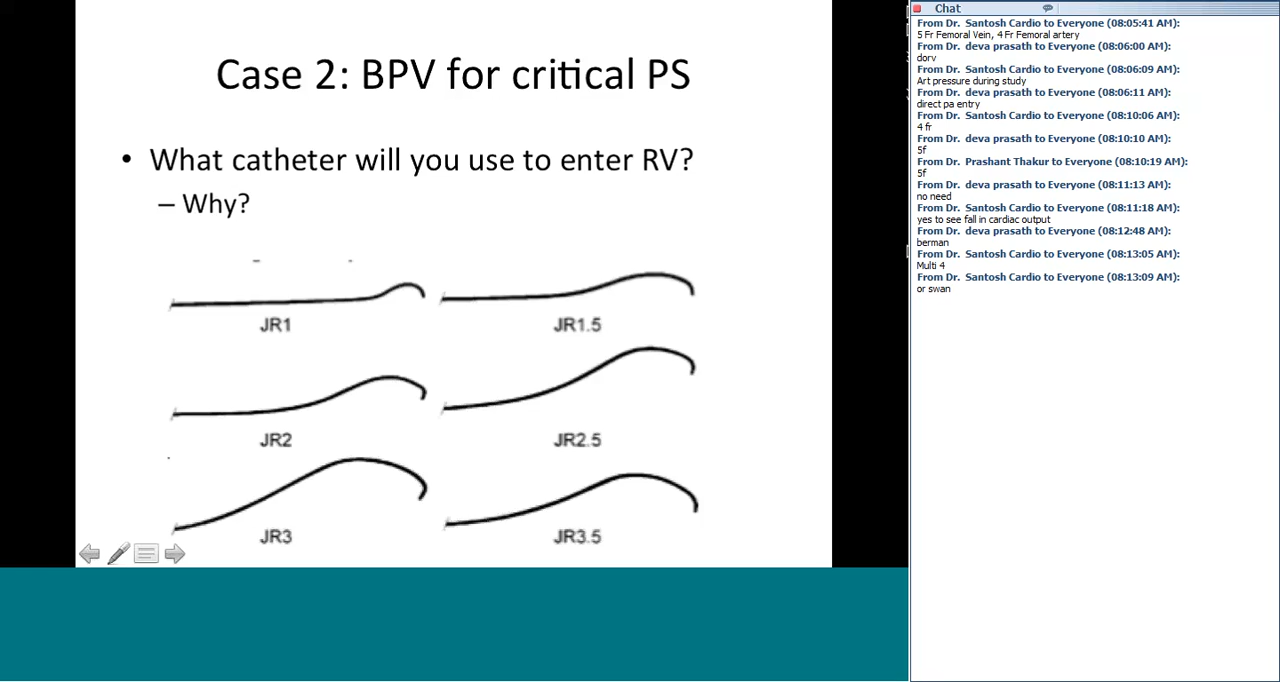 Case 2: BPV for critical PS
• What catheter will you use to enter RV?
– Why?
JR1
JR1.5
JR2
JR2.5
JR3
JR3.5
Chat
From Dr. Santosh Cardio to Everyone (08:05:41 AM):
5 Fr Femoral Vein, 4 Fr Femoral artery
From Dr. deva prasath to Everyone (08:06:00 AM):
dorv
From Dr. Santosh Cardio to Everyone (08:06:09 AM):
Art pressure during study
From Dr. deva prasath to Everyone (08:06:11 AM):
direct pa entry
From Dr. Santosh Cardio to Everyone (08:10:06 AM):
4 fr
From Dr. deva prasath to Everyone (08:10:10 AM):
5f
From Dr. Prashant Thakur to Everyone (08:10:19 AM):
5f
From Dr. deva prasath to Everyone (08:11:13 AM):
no need
From Dr. Santosh Cardio to Everyone (08:11:18 AM):
yes to see fall in cardiac output
From Dr. deva prasath to Everyone (08:12:48 AM):
berman
From Dr. Santosh Cardio to Everyone (08:13:05 AM):
Multi 4
From Dr. Santosh Cardio to Everyone (08:13:09 AM):
or swan